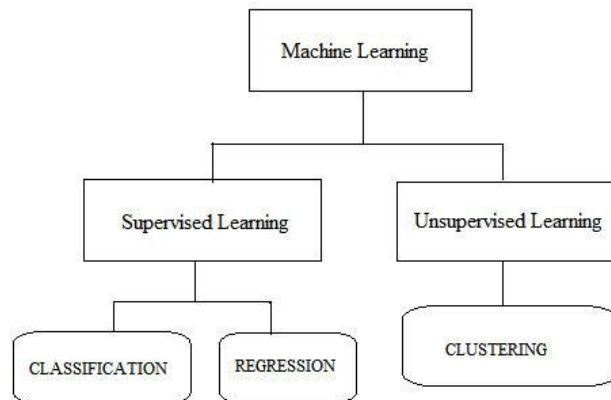 Machine Learning
Supervised Learning
Unsupervised Learning
CLASSIFICATION
REGRESSION
CLUSTERING